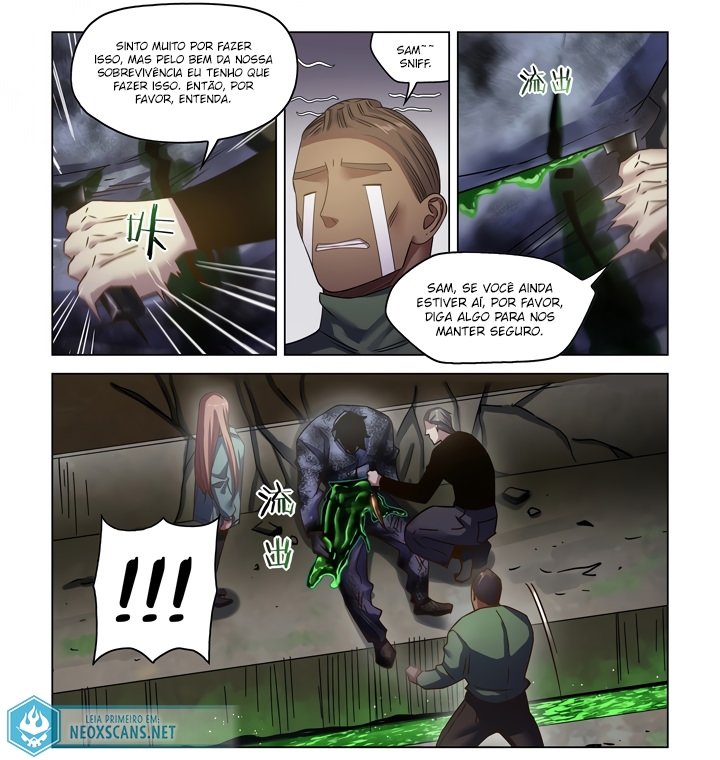 SINTO MUITO POR FAZER
ISSO, MAS PELO BEM DA NOSSA
SOBREVIVÊNCIA EU TENHO QUE
FAZER ISSO. ENTÃO, POR
FAVOR, ENTENDA.
SAM~~
SNIFF.
流出
咔
SAM, SE VOCÊ AINDA
ESTIVER AÍ, POR FAVOR,
DIGA ALGO PARA NOS
MANTER SEGURO.
流
出
!!!
LEIA PRIMEIRO EM:
NEOXSCANS.NET